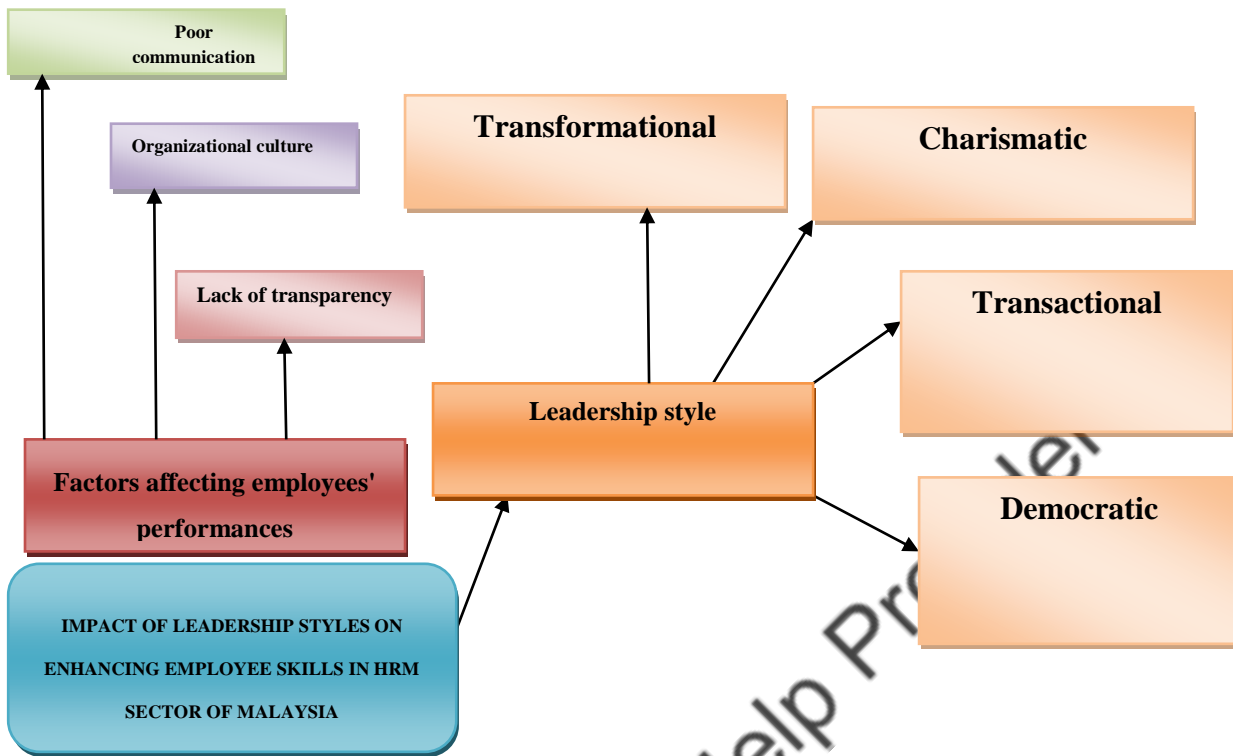 Poor
communication
Organizational culture
Lack of transparency
Factors affecting employees'
performances
IMPACT OF LEADERSHIP STYLES ON
ENHANCING EMPLOYEE SKILLS IN HRM
SECTOR OF MALAYSIA
Transformational
Charismatic
Transactional
Leadership style
Democratic